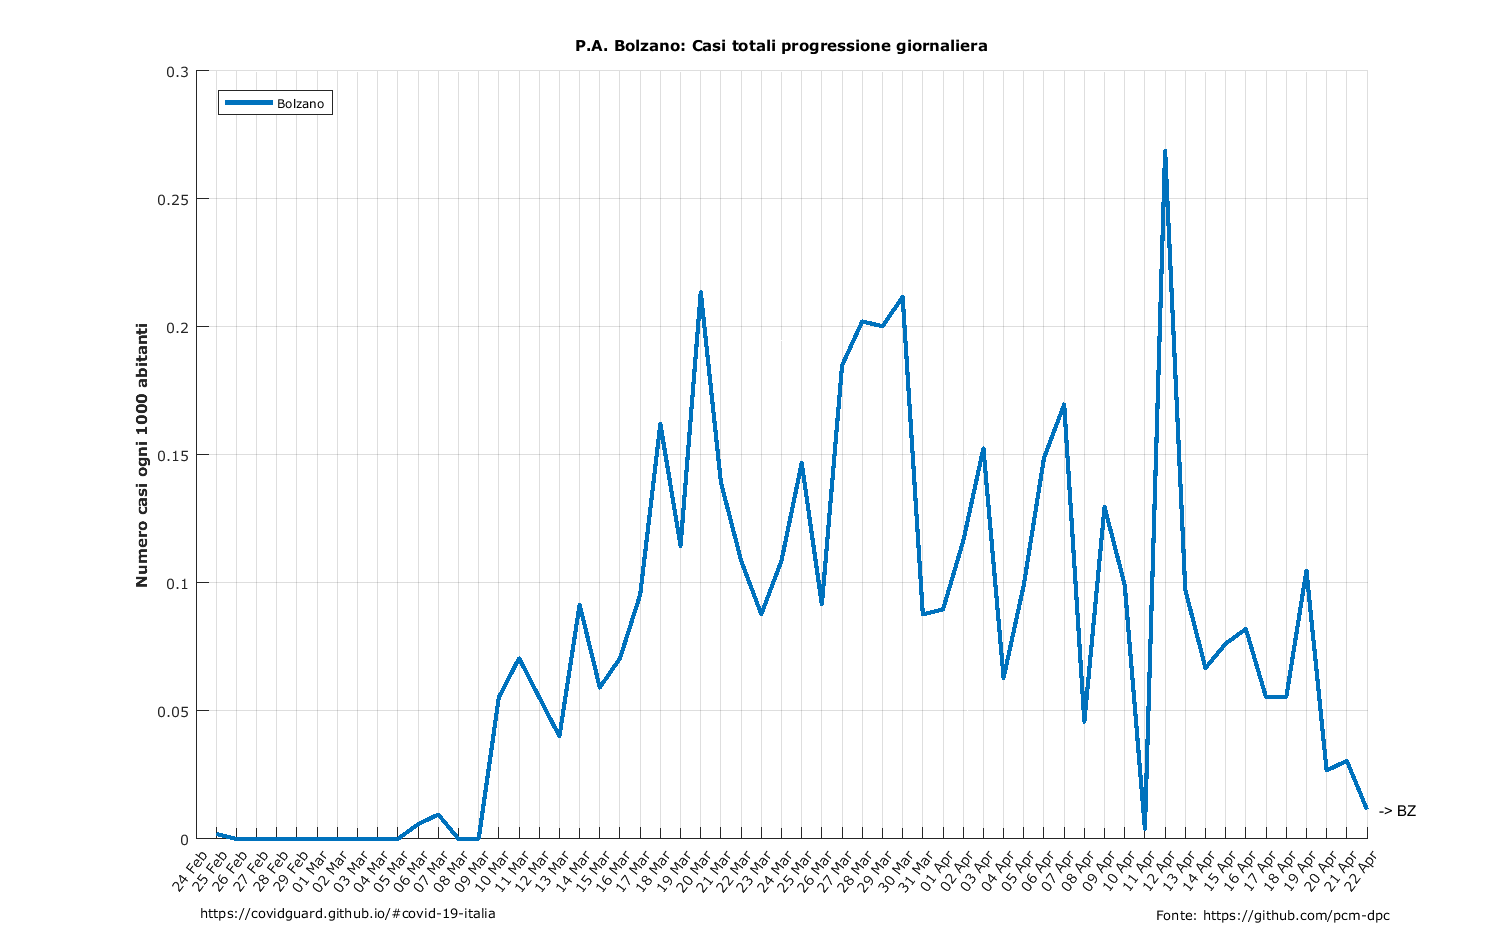 P.A. Bolzano: Casi totali progressione giornaliera
Bolzano
Numero casi ogni 1000 abitanti
0.3
0.25
0.2
0.15
0.1
0.05
0
-> BZ
24 Feb
25 Feb
26 Feb
27 Feb
28 Feb
29 Feb
01 Mar
02 Mar
03 Mar
04 Mar
05 Mar
06 Mar
07 Mar
08 Mar
09 Mar
10 Mar
11 Mar
12 Mar
13 Mar
14 Mar
15 Mar
16 Mar
17 Mar
18 Mar
19 Mar
20 Mar
21 Mar
22 Mar
23 Mar
24 Mar
25 Mar
26 Mar
27 Mar
28 Mar
29 Mar
30 Mar
31 Mar
01 Apr
02 Apr
03 Apr
04 Apr
05 Apr
06 Apr
07 Apr
08 Apr
09 Apr
10 Apr
11 Apr
12 Apr
13 Apr
14 Apr
15 Apr
16 Apr
17 Apr
18 Apr
19 Apr
20 Apr
21 Apr
22 Apr
https://covidguard.github.io/#covid-19-italia
Fonte: https://github.com/pcm-dpc